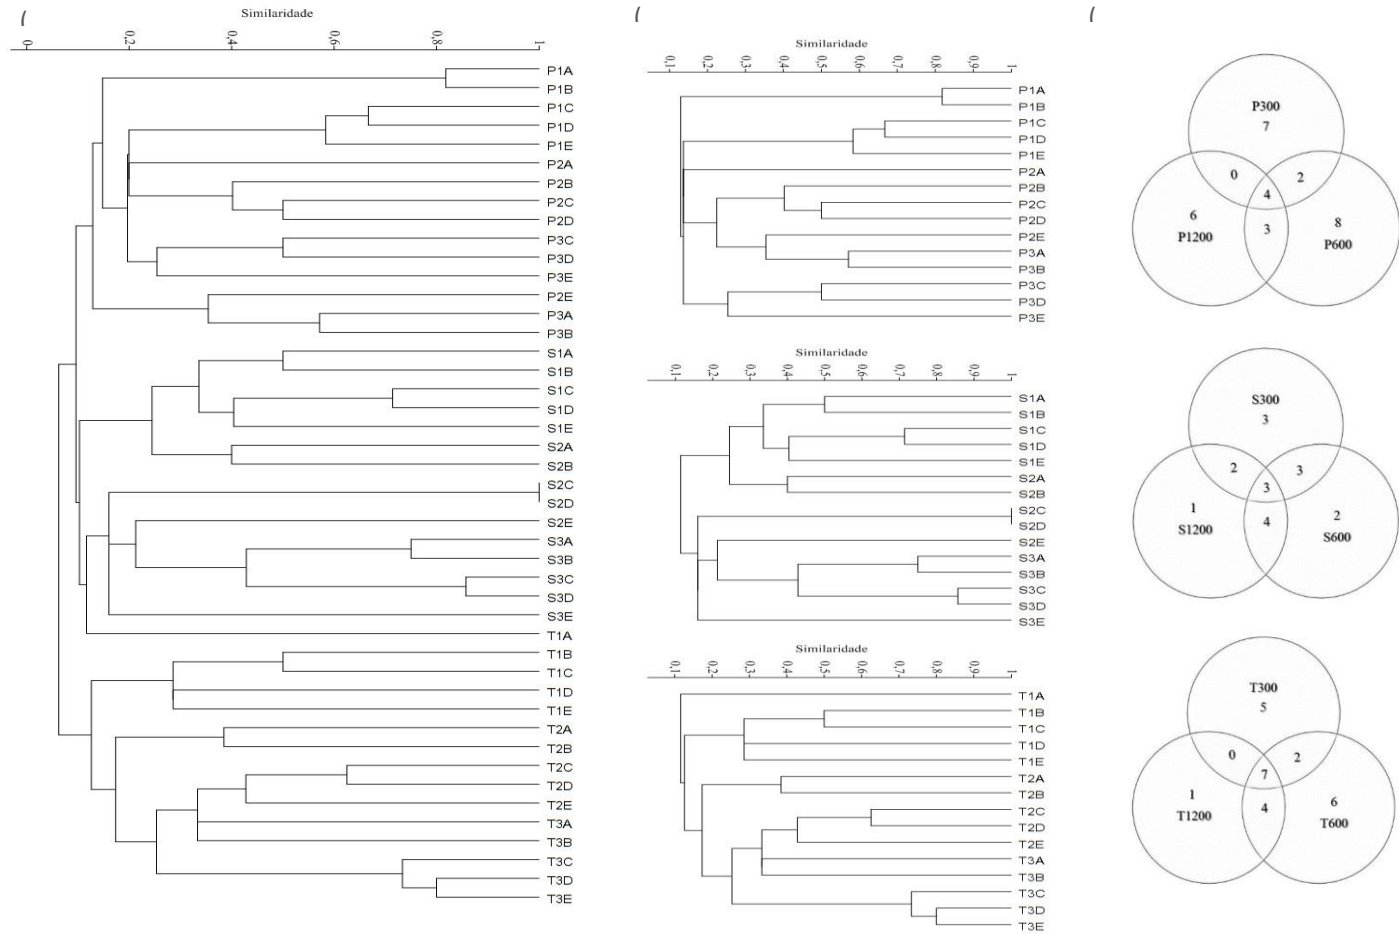 (
Similaridade
0
0,2
0,4
0,6
0,8
1
P1A
P1B
P1C
P1D
P1E
P2A
P2B
P2C
P2D
P3C
P3D
P3E
P2E
P3A
P3B
S1A
S1B
S1C
S1D
S1E
S2A
S2B
S2C
S2D
S2E
S3A
S3B
S3C
S3D
S3E
T1A
T1B
T1C
T1D
T1E
T2A
T2B
T2C
T2D
T2E
T3A
T3B
T3C
T3D
T3E
(
Similaridade
0,1
0,2
0,3
0,4
0,5
0,6
0,7
0,8
0,9
1
P1A
P1B
P1C
P1D
P1E
P2A
P2B
P2C
P2D
P2E
P3A
P3B
P3C
P3D
P3E
Similaridade
0,1
0,2
0,3
0,4
0,5
0,6
0,7
0,8
0,9
1
S1A
S1B
S1C
S1D
S1E
S2A
S2B
S2C
S2D
S2E
S3A
S3B
S3C
S3D
S3E
Similaridade
0,1
0,2
0,3
0,4
0,5
0,6
0,7
0,8
0,9
1
T1A
T1B
T1C
T1D
T1E
T2A
T2B
T2C
T2D
T2E
T3A
T3B
T3C
T3D
T3E
(
P300
7
0
2
4
6
P1200
3
8
P600
S300
3
2
3
3
1
S1200
4
2
S600
T300
5
0
2
7
1
T1200
4
6
T600